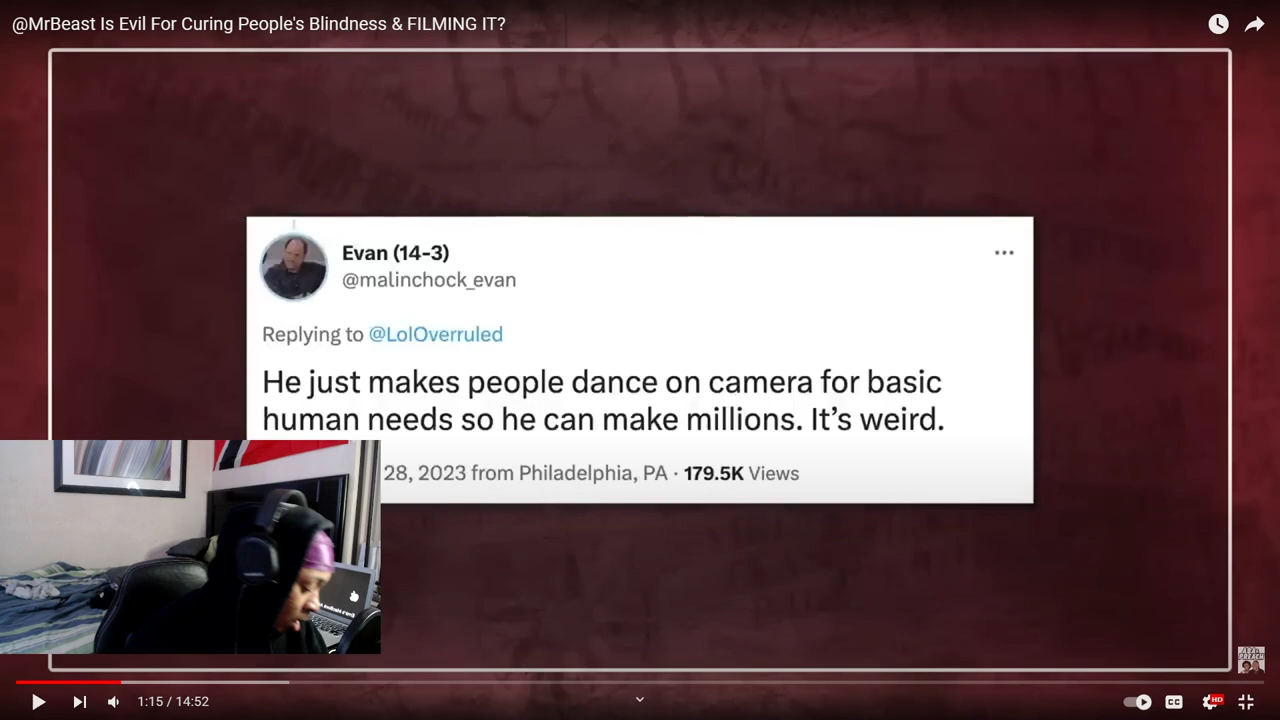 @MrBeast Is Evil For Curing People's Blindness & FILMING IT?
Evan (14-3)
@malinchock_evan
Replying to @LolOverruled
He just makes people dance on camera for basic
human needs so he can make millions. It's weird.
28, 2023 from Philadelphia, PA · 179.5K Views
1:15 / 14:52
CC
HD